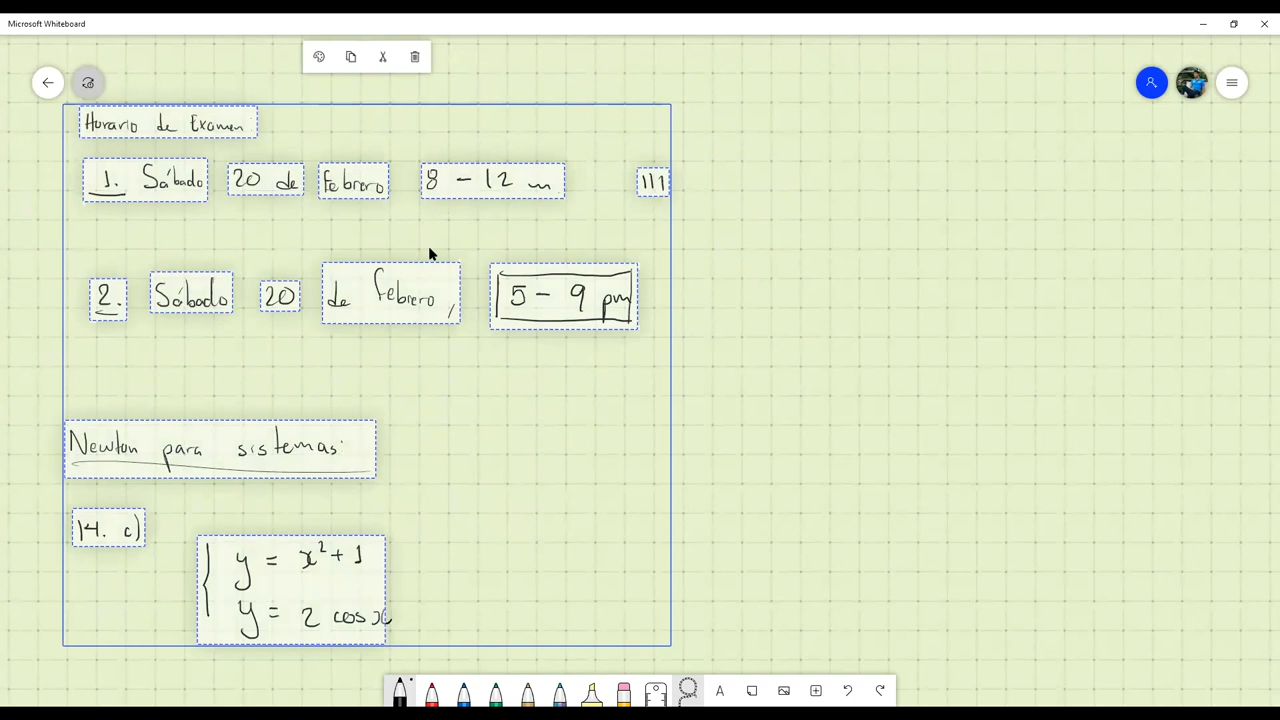 Microsoft Whiteboard
Horario de Examen
1. Sábado 20 de Febrero 8 - 12 m 111
2. Sábado 20 de febrero, 5 - 9 pm
Newton para sistemas:
14. c)
y = x² + 1
y = 2 cos x
A